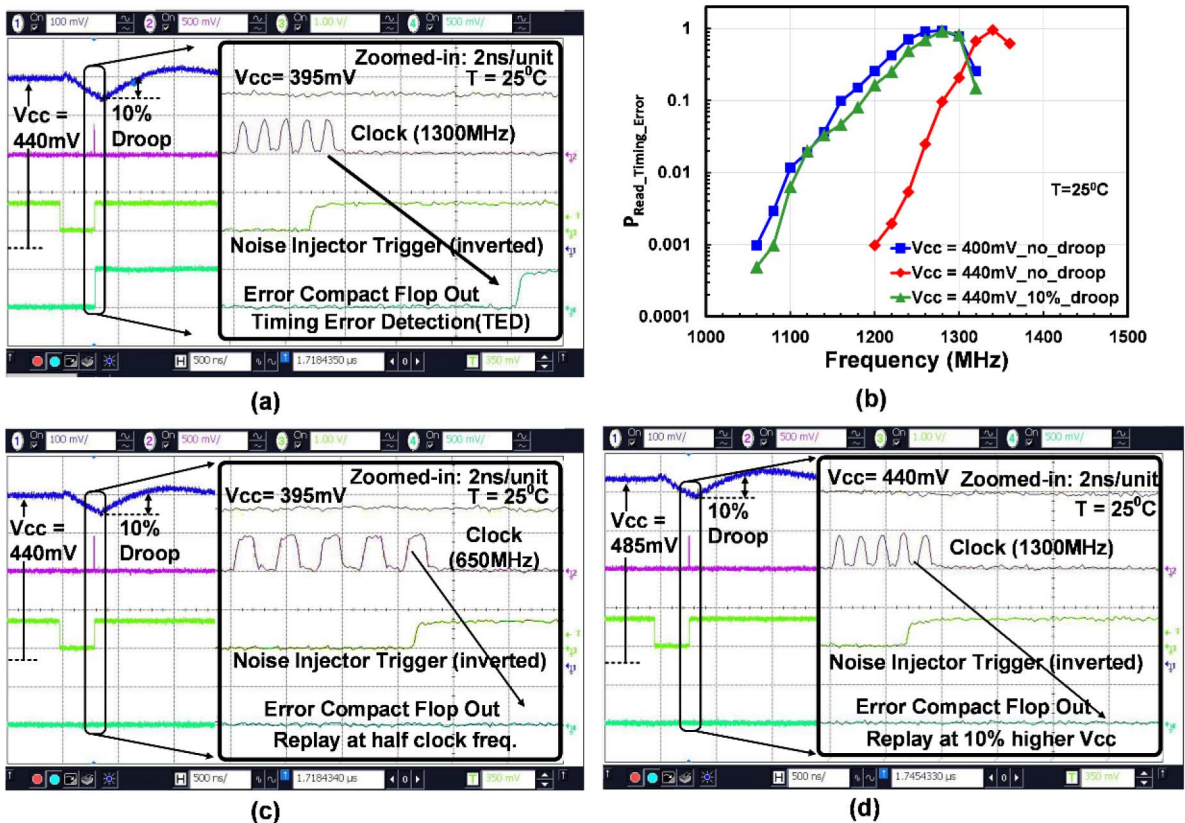 1 On 100 mV/ 2 On 500 mV/ 3 On 1.00 V/ 4 On 500 mV/
Zoomed-in: 2ns/unit
Vcc= 395mV
T = 25⁰C
Vcc =
440mV
10%
Droop
Clock (1300MHz)
Noise Injector Trigger (inverted)
Error Compact Flop Out
Timing Error Detection(TED)
H 500 ns/ 1.7184350 µs 0 T 350 mV
(a)
P_Read_Timing_Error
1
0.1
0.01
0.001
0.0001
T=25⁰C
Vcc = 400mV_no_droop
Vcc = 440mV_no_droop
Vcc = 440mV_10%_droop
1000 1100 1200 1300 1400 1500
Frequency (MHz)
(b)
1 On 100 mV/ 2 On 500 mV/ 3 On 1.00 V/ 4 On 500 mV/
Zoomed-in: 2ns/unit
Vcc= 395mV
T = 25⁰C
Vcc =
440mV
10%
Droop
Clock
(650MHz)
Noise Injector Trigger (inverted)
Error Compact Flop Out
Replay at half clock freq.
H 500 ns/ 1.7184340 µs 0 T 350 mV
(c)
1 On 100 mV/ 2 On 500 mV/ 3 On 1.00 V/ 4 On 500 mV/
Vcc= 440mV Zoomed-in: 2ns/unit
T = 25⁰C
Vcc =
485mV
10%
Droop
Clock (1300MHz)
Noise Injector Trigger (inverted)
Error Compact Flop Out
Replay at 10% higher Vcc
H 500 ns/ 1.7454330 µs 0 T 350 mV
(d)